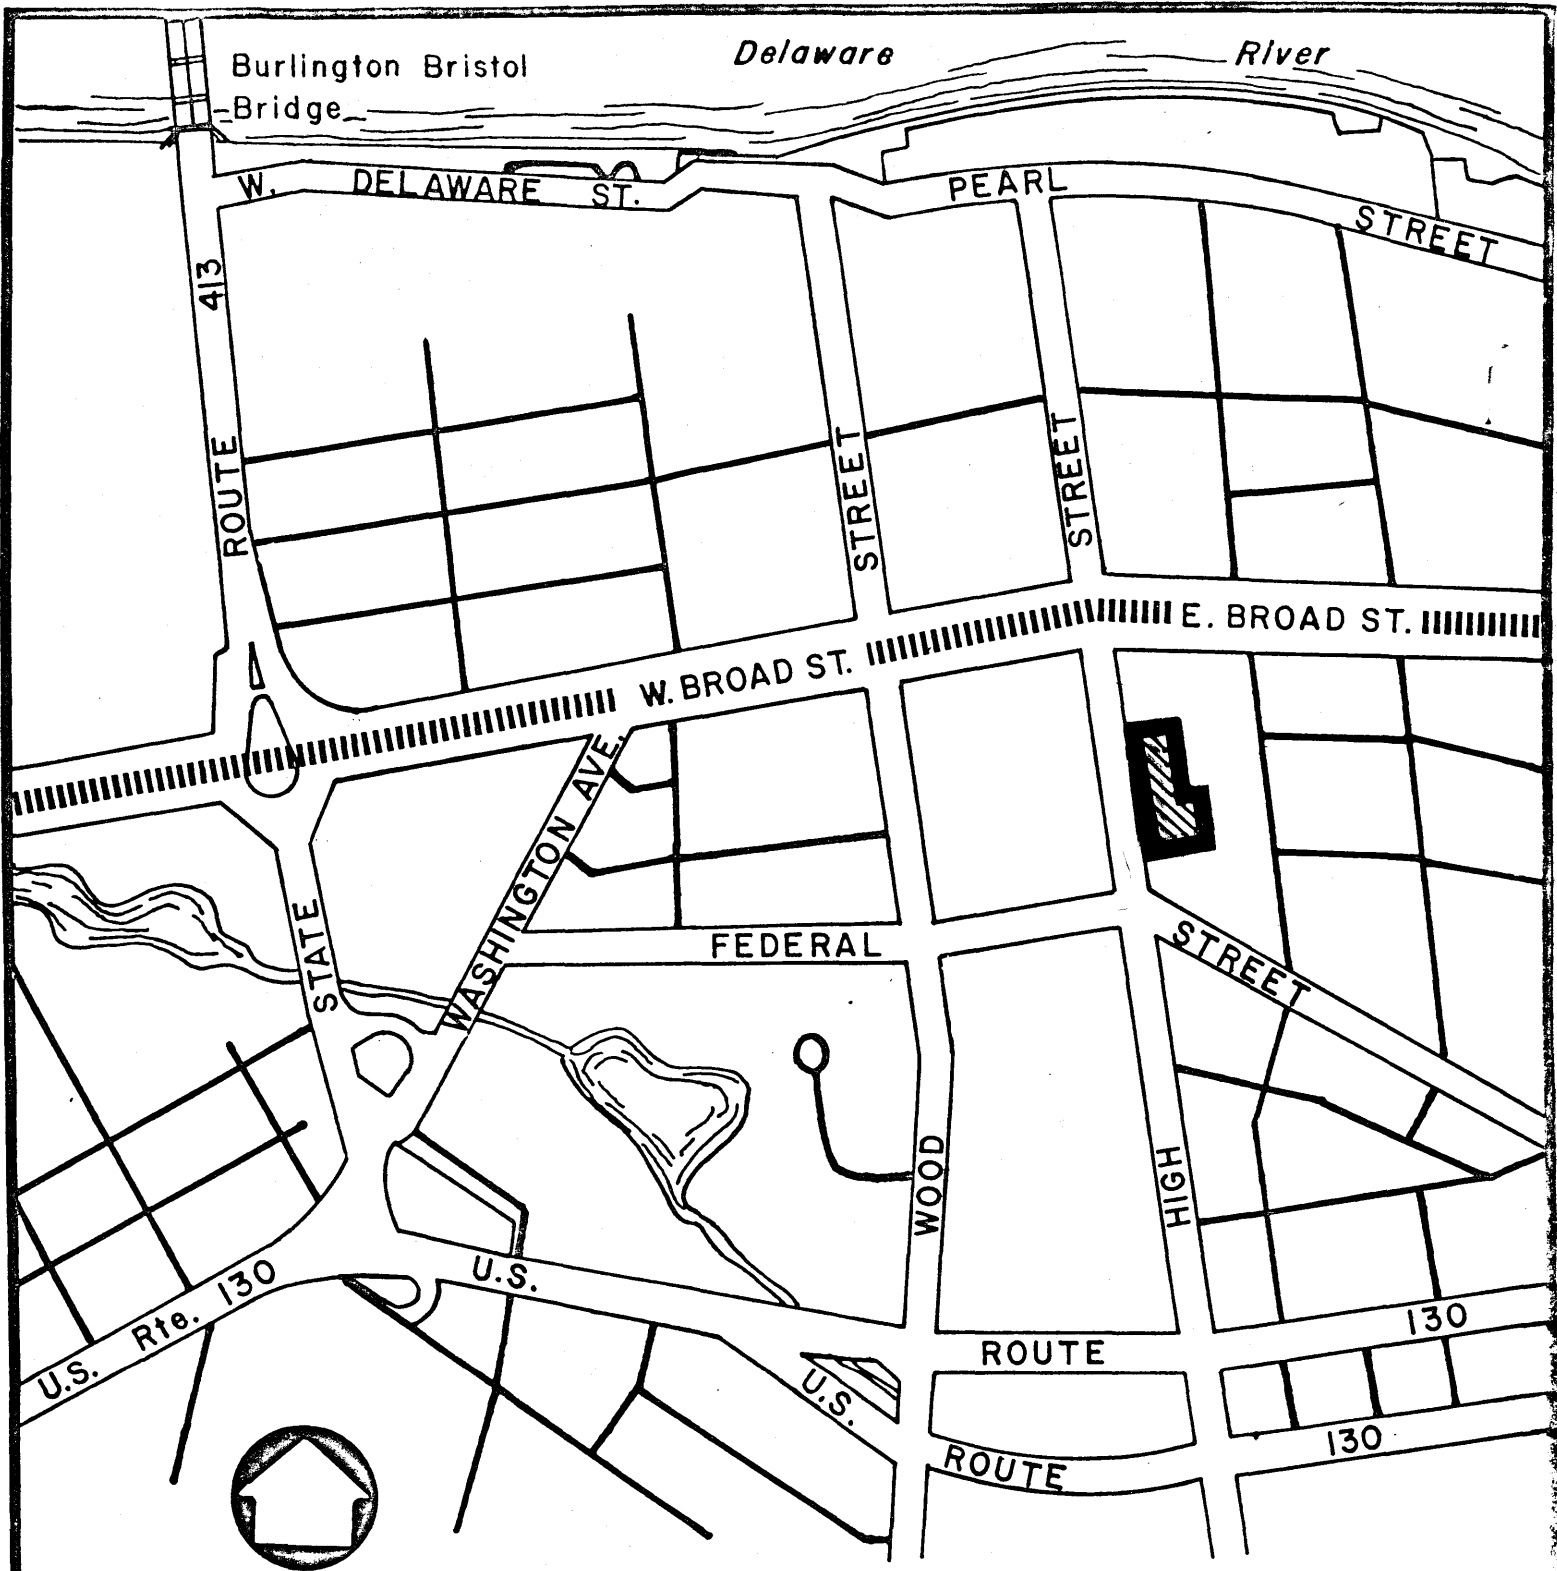 Burlington Bristol
Bridge
Delaware River
W. DELAWARE ST.
PEARL STREET
ROUTE 413
STREET
STREET
W. BROAD ST.
E. BROAD ST.
WASHINGTON AVE.
STATE
FEDERAL STREET
WOOD
HIGH
U.S. Rte. 130
U.S. ROUTE 130
U.S. ROUTE 130